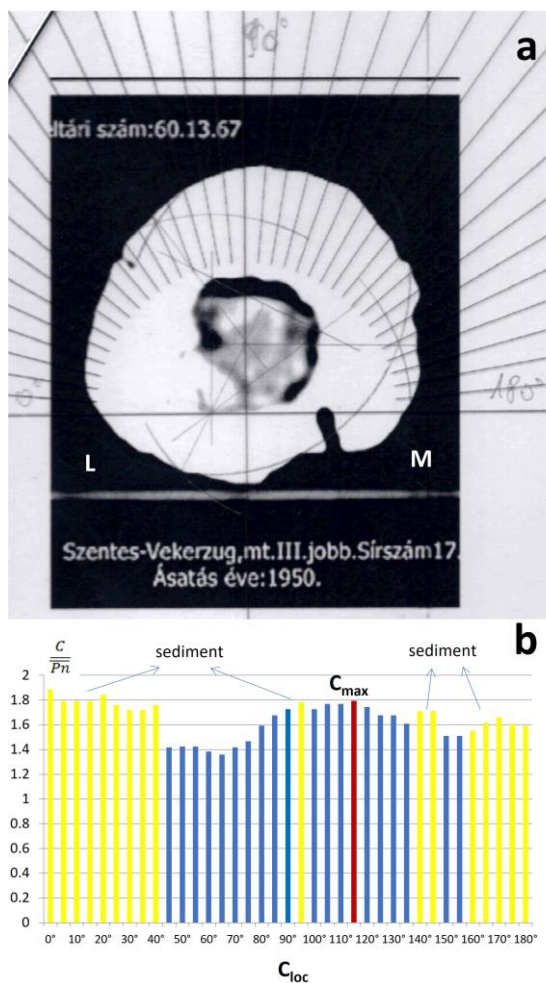 90°
a
ltári szám:60.13.67
0°
180°
L
M
Szentes-Vekerzug,mt.III.jobb.Sírszám17.
Ásatás éve:1950.
b
C
Pn
sediment
sediment
C max
2
1.8
1.6
1.4
1.2
1
0.8
0.6
0.4
0.2
0
0° 10° 20° 30° 40° 50° 60° 70° 80° 90° 100° 110° 120° 130° 140° 150° 160° 170° 180°
C loc